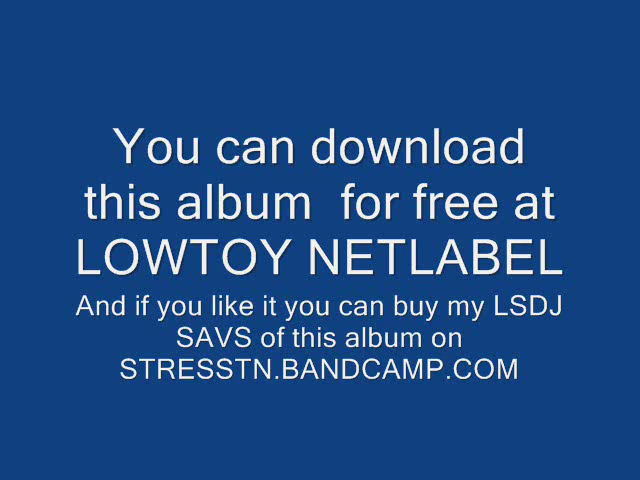 You can download
this album  for free at
LOWTOY NETLABEL
And if you like it you can buy my LSDJ
SAVS of this album on
STRESSTN.BANDCAMP.COM